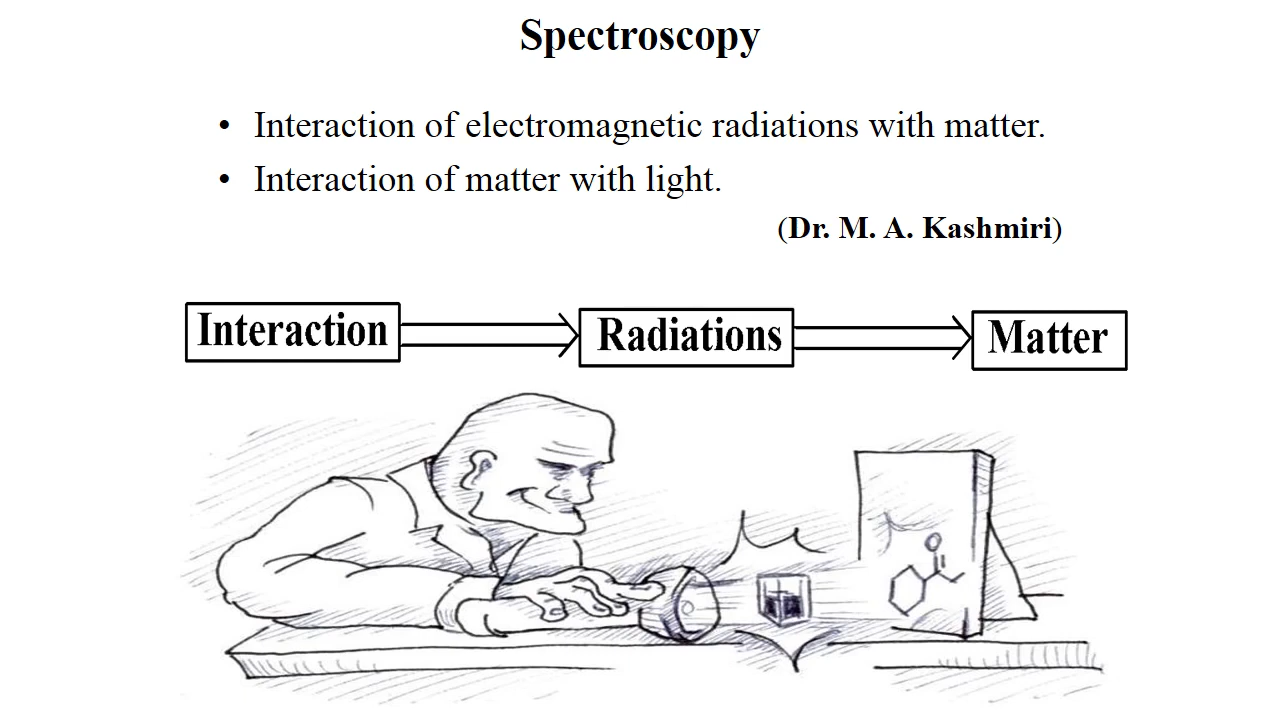 Spectroscopy
• Interaction of electromagnetic radiations with matter.
• Interaction of matter with light.
(Dr. M. A. Kashmiri)
Interaction Radiations Matter
O